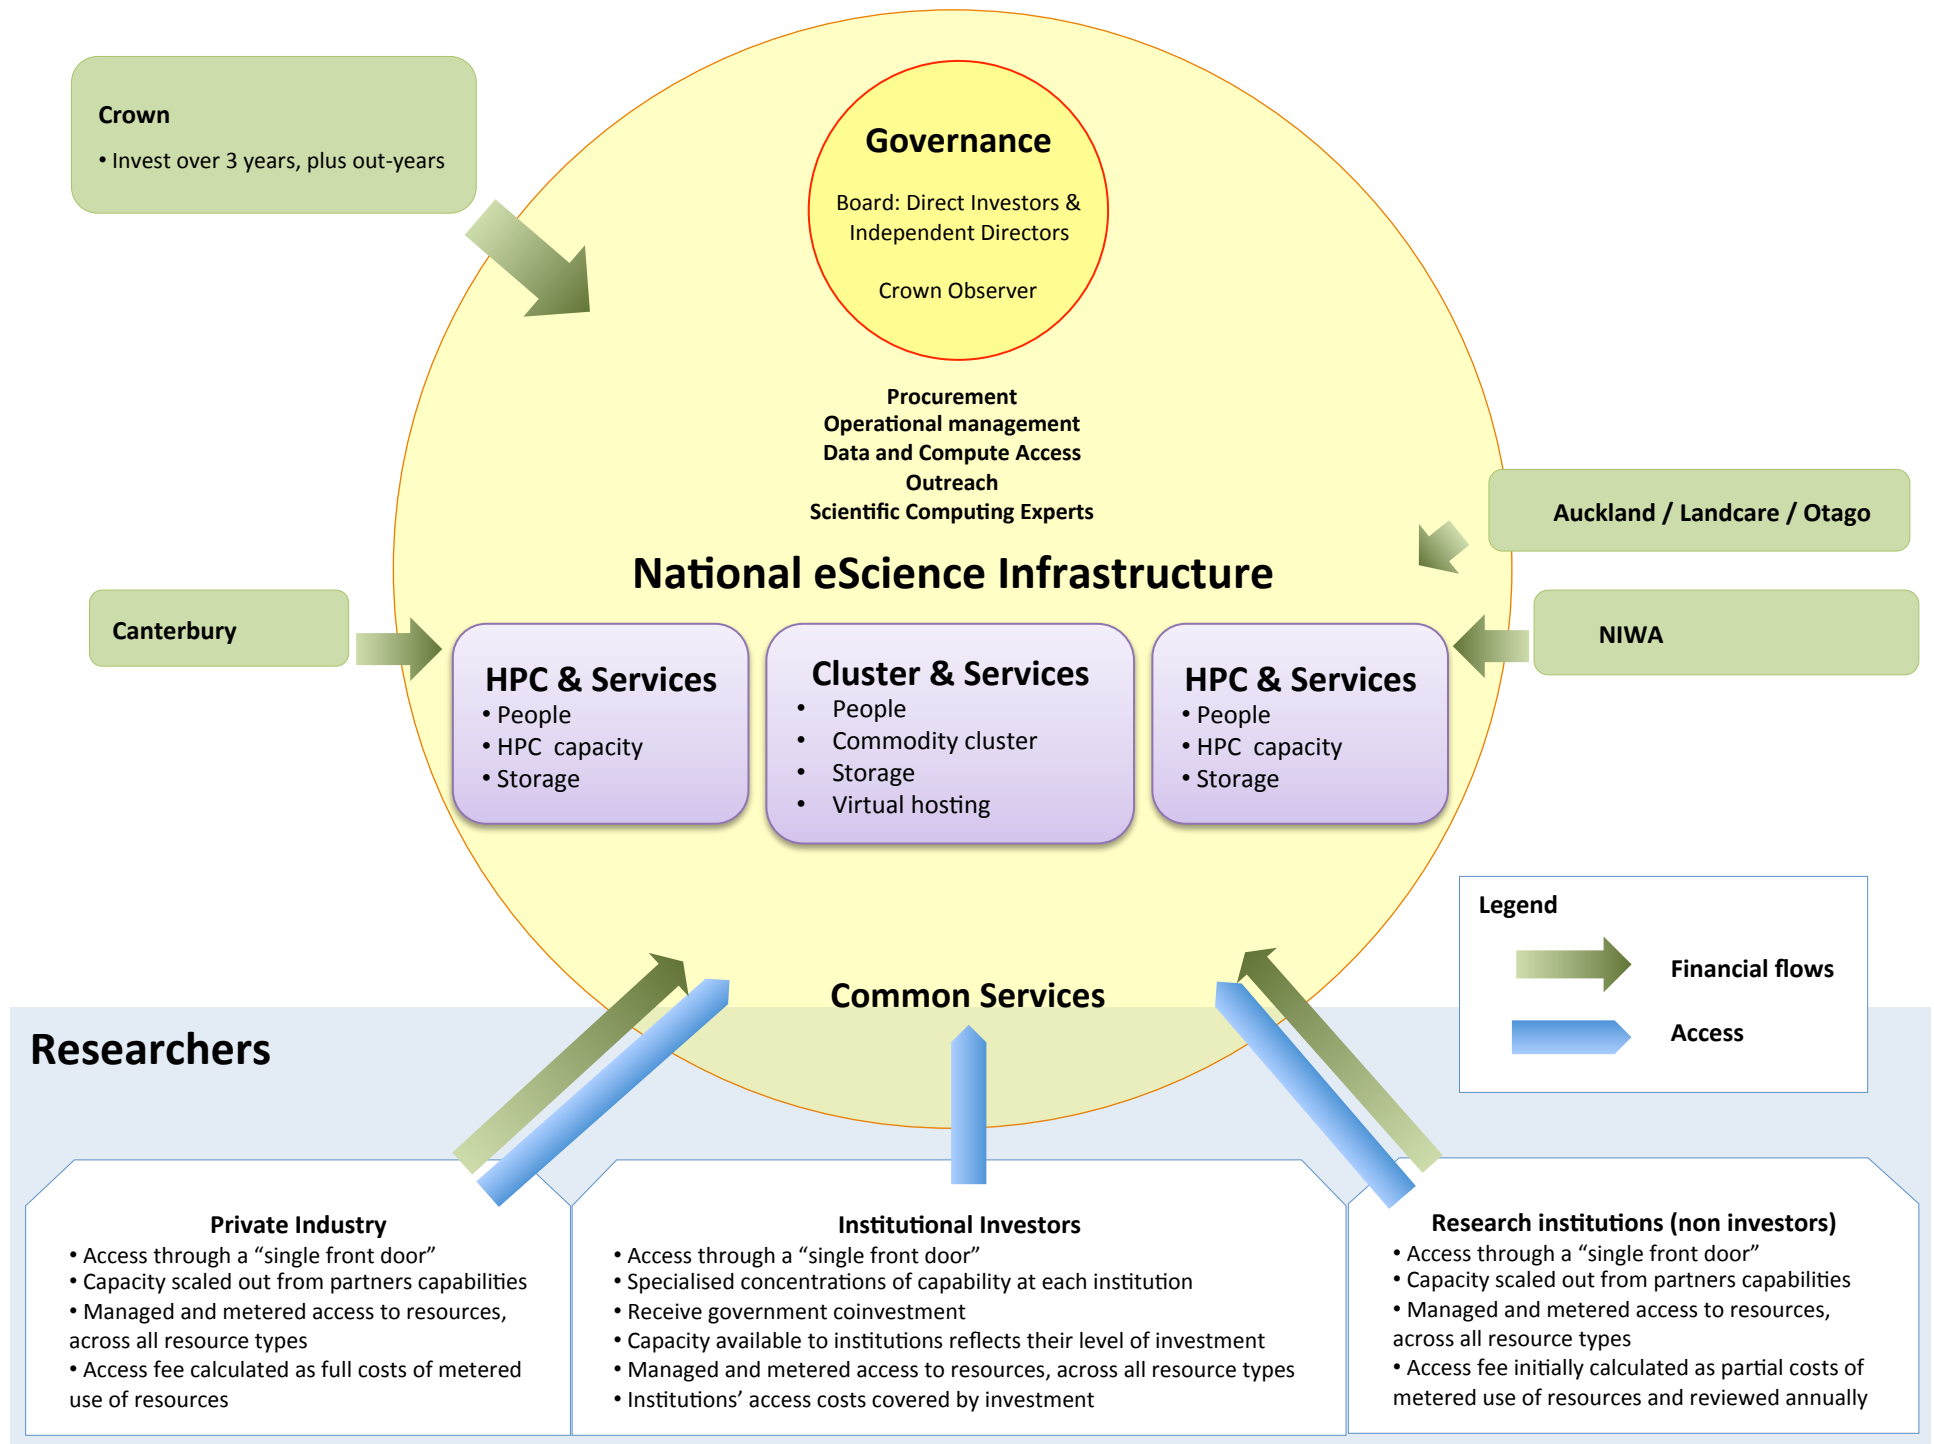 Crown
• Invest over 3 years, plus out-years
Governance
Board: Direct Investors &
Independent Directors
Crown Observer
Procurement
Operational management
Data and Compute Access
Outreach
Scientific Computing Experts
National eScience Infrastructure
Auckland / Landcare / Otago
Canterbury
NIWA
HPC & Services
• People
• HPC capacity
• Storage
Cluster & Services
• People
• Commodity cluster
• Storage
• Virtual hosting
HPC & Services
• People
• HPC capacity
• Storage
Legend
Financial flows
Access
Common Services
Researchers
Private Industry
• Access through a “single front door”
• Capacity scaled out from partners capabilities
• Managed and metered access to resources,
across all resource types
• Access fee calculated as full costs of metered
use of resources
Institutional Investors
• Access through a “single front door”
• Specialised concentrations of capability at each institution
• Receive government coinvestment
• Capacity available to institutions reflects their level of investment
• Managed and metered access to resources, across all resource types
• Institutions’ access costs covered by investment
Research institutions (non investors)
• Access through a “single front door”
• Capacity scaled out from partners capabilities
• Managed and metered access to resources,
across all resource types
• Access fee initially calculated as partial costs of
metered use of resources and reviewed annually